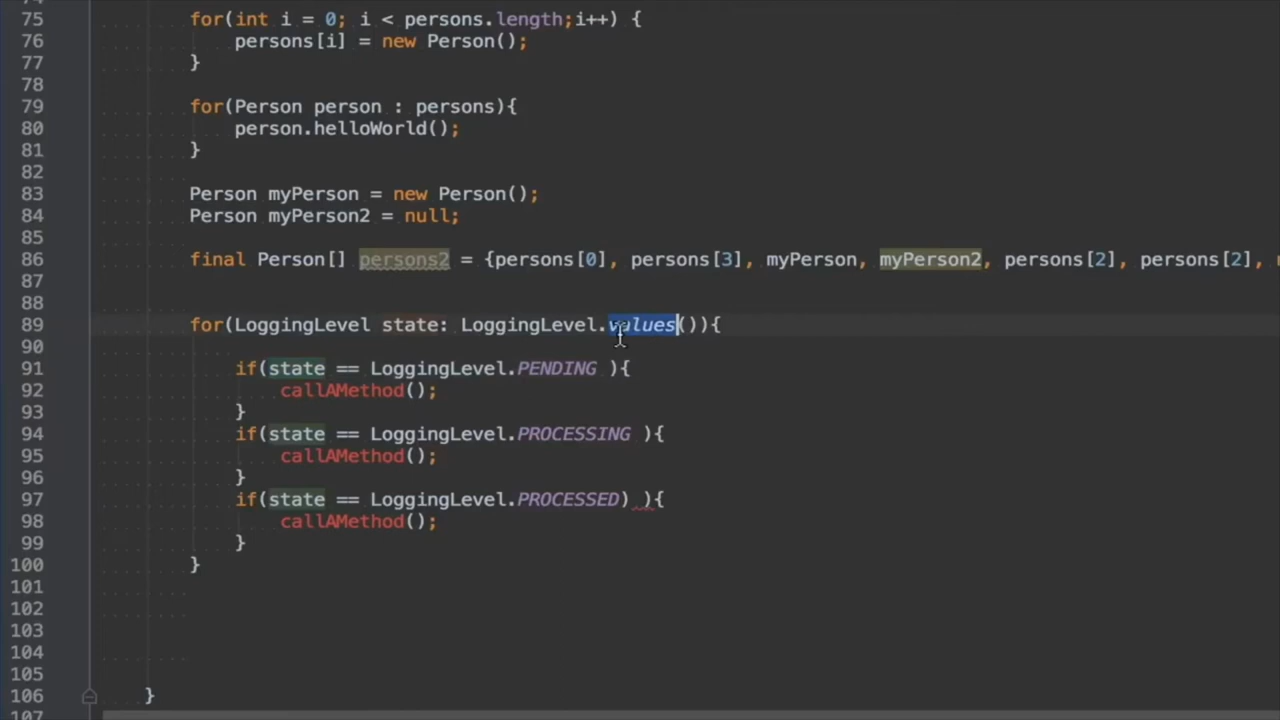 75 for(int i = 0; i < persons.length;i++) {
76 persons[i] = new Person();
77 }
78
79 for(Person person : persons){
80 person.helloWorld();
81 }
82
83 Person myPerson = new Person();
84 Person myPerson2 = null;
85
86 final Person[] persons2 = {persons[0], persons[3], myPerson, myPerson2, persons[2], persons[2],
87
88
89 for(LoggingLevel state: LoggingLevel.values()){
90
91 if(state == LoggingLevel.PENDING ){
92 callAMethod();
93 }
94 if(state == LoggingLevel.PROCESSING ){
95 callAMethod();
96 }
97 if(state == LoggingLevel.PROCESSED) ){
98 callAMethod();
99 }
100 }
101
102
103
104
105
106 }
107